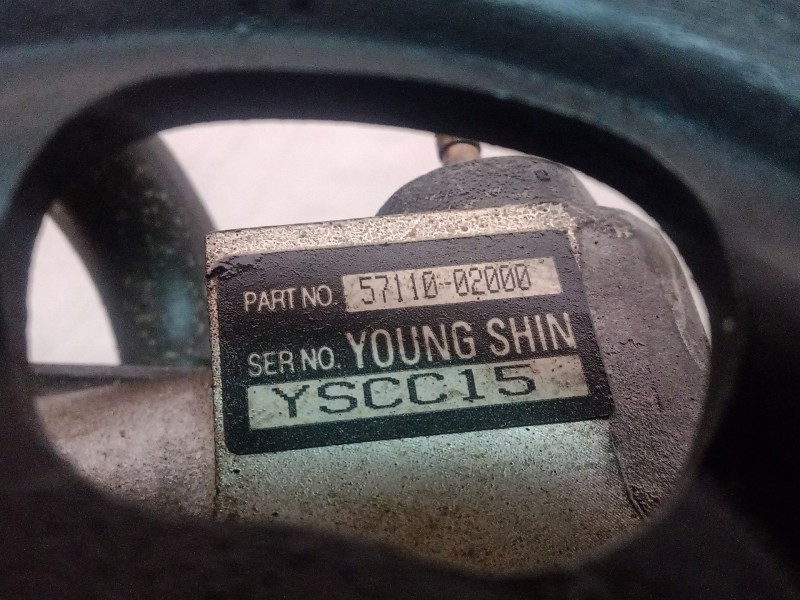 PART NO. 57110-02000
SER NO. YOUNG SHIN
YSCC15